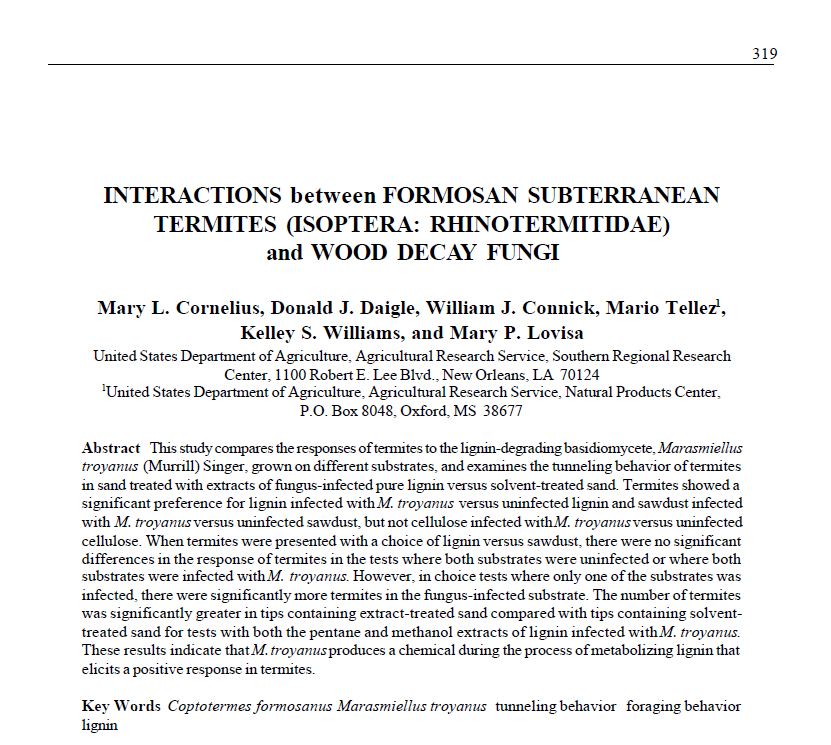 319
INTERACTIONS between FORMOSAN SUBTERRANEAN
TERMITES (ISOPTERA: RHINOTERMITIDAE)
and WOOD DECAY FUNGI
Mary L. Cornelius, Donald J. Daigle, William J. Connick, Mario Tellez1,
Kelley S. Williams, and Mary P. Lovisa
United States Department of Agriculture, Agricultural Research Service, Southern Regional Research
Center, 1100 Robert E. Lee Blvd., New Orleans, LA 70124
1United States Department of Agriculture, Agricultural Research Service, Natural Products Center,
P.O. Box 8048, Oxford, MS 38677
Abstract This study compares the responses of termites to the lignin-degrading basidiomycete, Marasmiellus
troyanus (Murrill) Singer, grown on different substrates, and examines the tunneling behavior of termites
in sand treated with extracts of fungus-infected pure lignin versus solvent-treated sand. Termites showed a
significant preference for lignin infected with M. troyanus versus uninfected lignin and sawdust infected
with M. troyanus versus uninfected sawdust, but not cellulose infected with M. troyanus versus uninfected
cellulose. When termites were presented with a choice of lignin versus sawdust, there were no significant
differences in the response of termites in the tests where both substrates were uninfected or where both
substrates were infected with M. troyanus. However, in choice tests where only one of the substrates was
infected, there were significantly more termites in the fungus-infected substrate. The number of termites
was significantly greater in tips containing extract-treated sand compared with tips containing solvent-
treated sand for tests with both the pentane and methanol extracts of lignin infected with M. troyanus.
These results indicate that M. troyanus produces a chemical during the process of metabolizing lignin that
elicits a positive response in termites.
Key Words Coptotermes formosanus Marasmiellus troyanus tunneling behavior foraging behavior
lignin